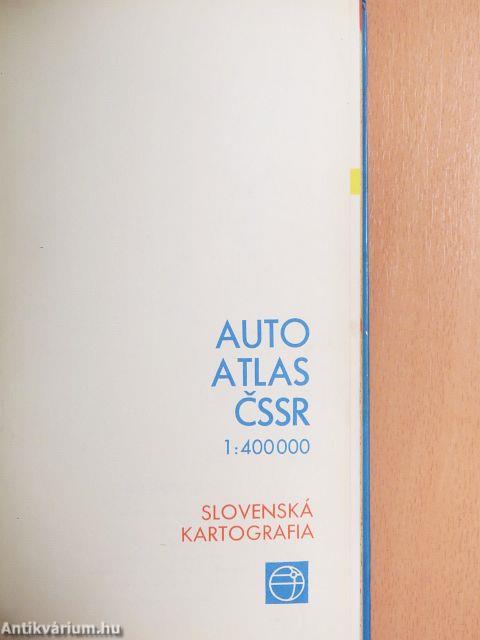 AUTO
ATLAS
ČSSR
1:400000
SLOVENSKÁ
KARTOGRAFIA
Antikvárium.hu